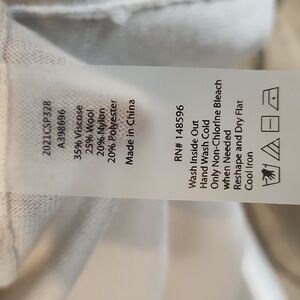 2021CSP328
A398696
35% Viscose
25% Wool
20% Nylon
20% Polyester
Made in China
RN# 148596
Wash Inside Out
Hand Wash Cold
Only Non-Chlorine Bleach
when Needed
Reshape and Dry Flat
Cool Iron